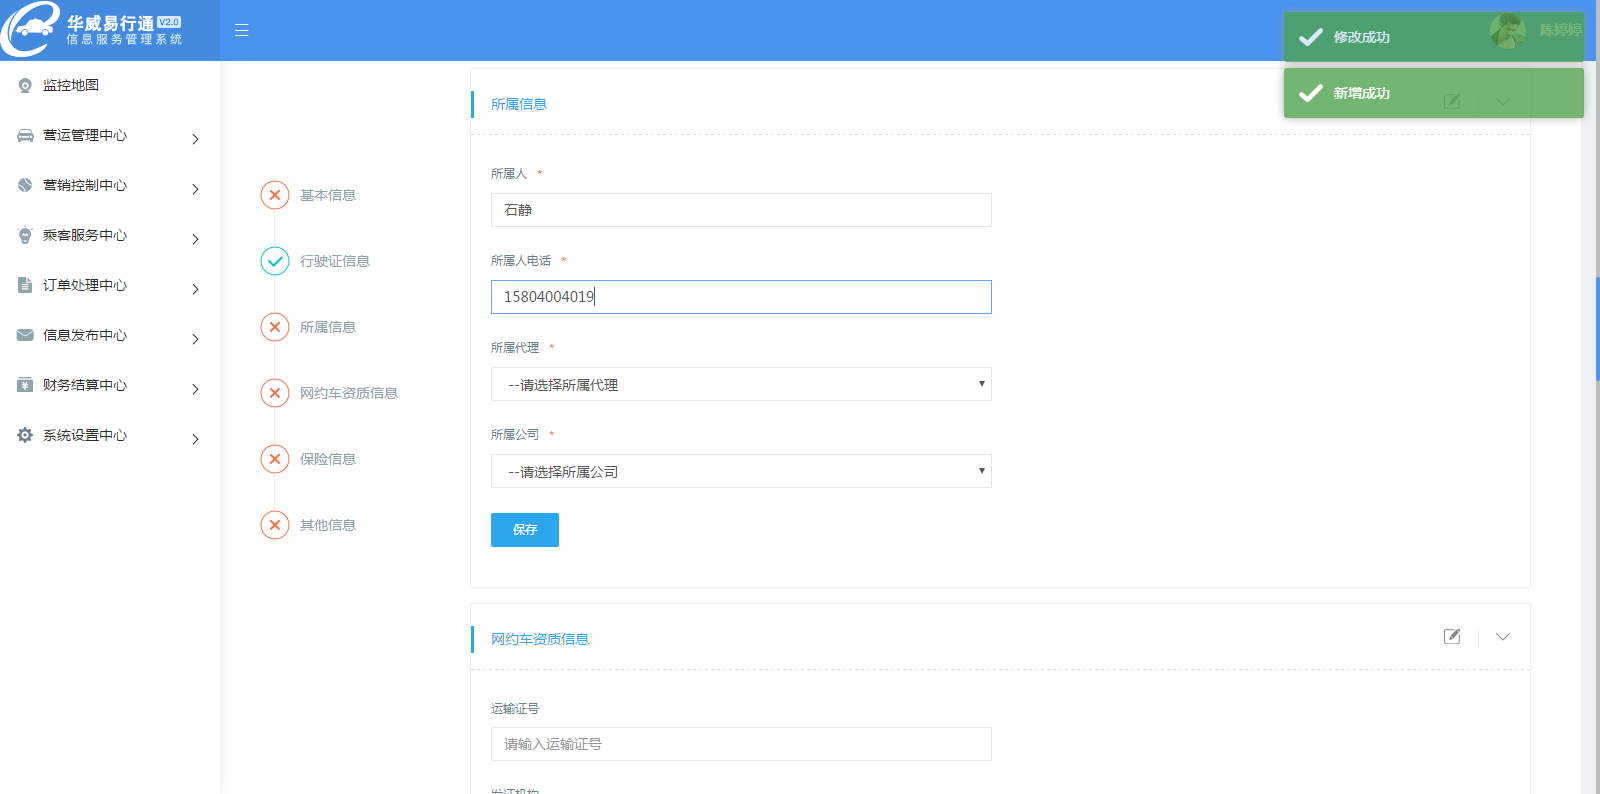 华威易行通 V2.0
信息服务管理系统
修改成功
陈婷婷
新增成功
监控地图
营运管理中心
营销控制中心
乘客服务中心
订单处理中心
信息发布中心
财务结算中心
系统设置中心
基本信息
行驶证信息
所属信息
网约车资质信息
保险信息
其他信息
所属信息
所属人 *
石静
所属人电话 *
15804004019
所属代理 *
--请选择所属代理
所属公司 *
--请选择所属公司
保存
网约车资质信息
运输证号
请输入运输证号
发证机构